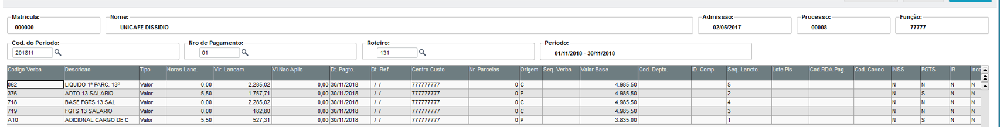 Matricula: Nome: Admissão: Processo: Função:
000030 UNICAFE DISSIDIO 02/05/2017 00008 77777
Cod. do Periodo: Nro de Pagamento: Roteiro: Periodo:
201811 01 131 01/11/2018 - 30/11/2018
Codigo Verba Descricao Tipo Horas Lanc. Vlr. Lancam. Vl Nao Aplic Dt. Pagto. Dt. Ref. Centro Custo Nr. Parcelas Origem Seq. Verba Valor Base Cod. Depto. ID. Comp. Seq. Lancto. Lote Pls Cod.RDA.Pag. Cod. Covoc INSS FGTS IR Inco
062 LIQUIDO 1ª PARC. 13º Valor 0,00 2.285,02 0,00 30/11/2018 / / 777777777 0 C 4.985,50 5 N N N N
376 ADTO 13 SALARIO Valor 5,50 1.757,71 0,00 30/11/2018 / / 777777777 0 P 4.985,50 2 N S N N
718 BASE FGTS 13 SAL Valor 0,00 2.285,02 0,00 30/11/2018 / / 777777777 0 C 4.985,50 4 N N N N
719 FGTS 13 SALARIO Valor 0,00 182,80 0,00 30/11/2018 / / 777777777 0 C 4.985,50 3 N N N N
A10 ADICIONAL CARGO DE C Valor 5,50 527,31 0,00 30/11/2018 / / 777777777 0 P 3.835,00 1 N S N N